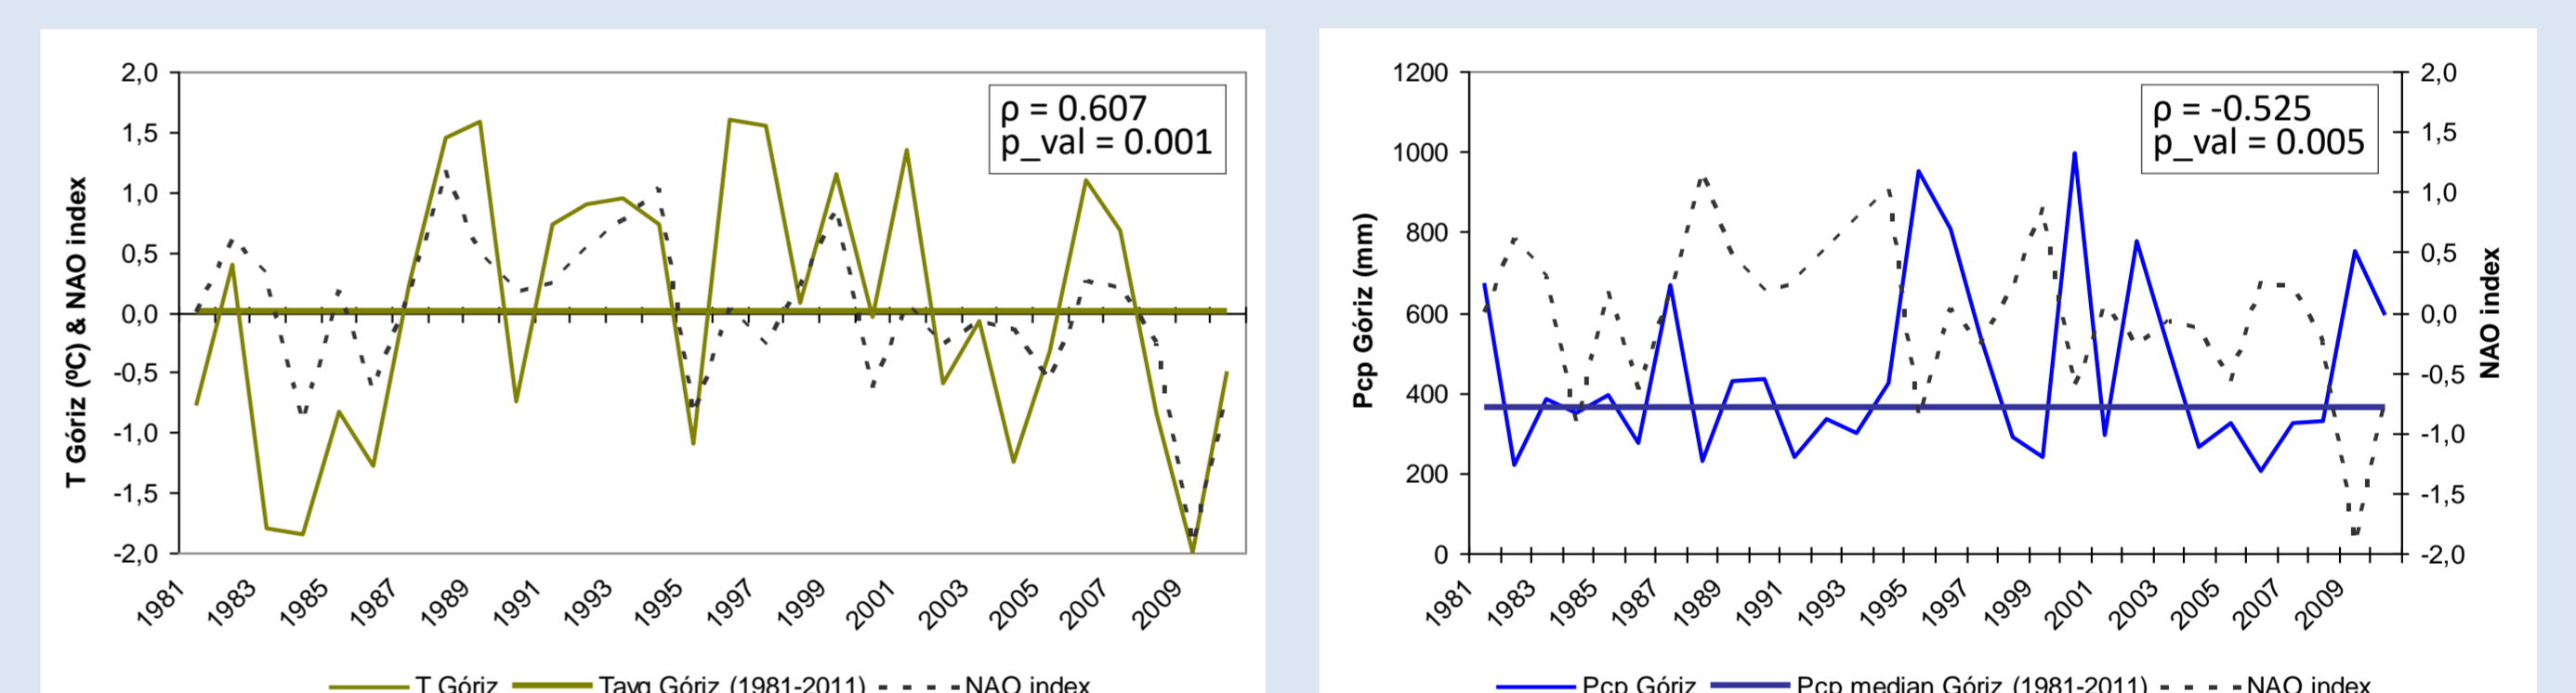 2,0
1,5
1,0
0,5
0,0
-0,5
-1,0
-1,5
-2,0
T Góriz (ºC) & NAO index
ρ = 0.607
p_val = 0.001
1981 1983 1985 1987 1989 1991 1993 1995 1997 1999 2001 2003 2005 2007 2009
T Góriz Tavg Góriz (1981-2011) NAO index
1200
1000
800
600
400
200
0
Pcp Góriz (mm)
ρ = -0.525
p_val = 0.005
2,0
1,5
1,0
0,5
0,0
-0,5
-1,0
-1,5
-2,0
NAO index
1981 1983 1985 1987 1989 1991 1993 1995 1997 1999 2001 2003 2005 2007 2009
Pcp Góriz Pcp median Góriz (1981-2011) NAO index